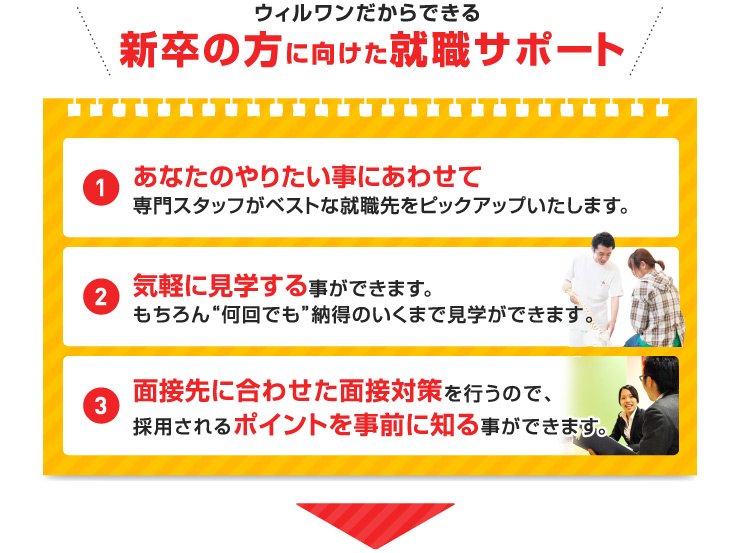 ウィルワンだからできる
新卒の方に向けた就職サポート
1
あなたのやりたい事にあわせて
専門スタッフがベストな就職先をピックアップいたします。
2
気軽に見学する事ができます。
もちろん“何回でも”納得のいくまで見学ができます。
3
面接先に合わせた面接対策を行うので、
採用されるポイントを事前に知る事ができます。